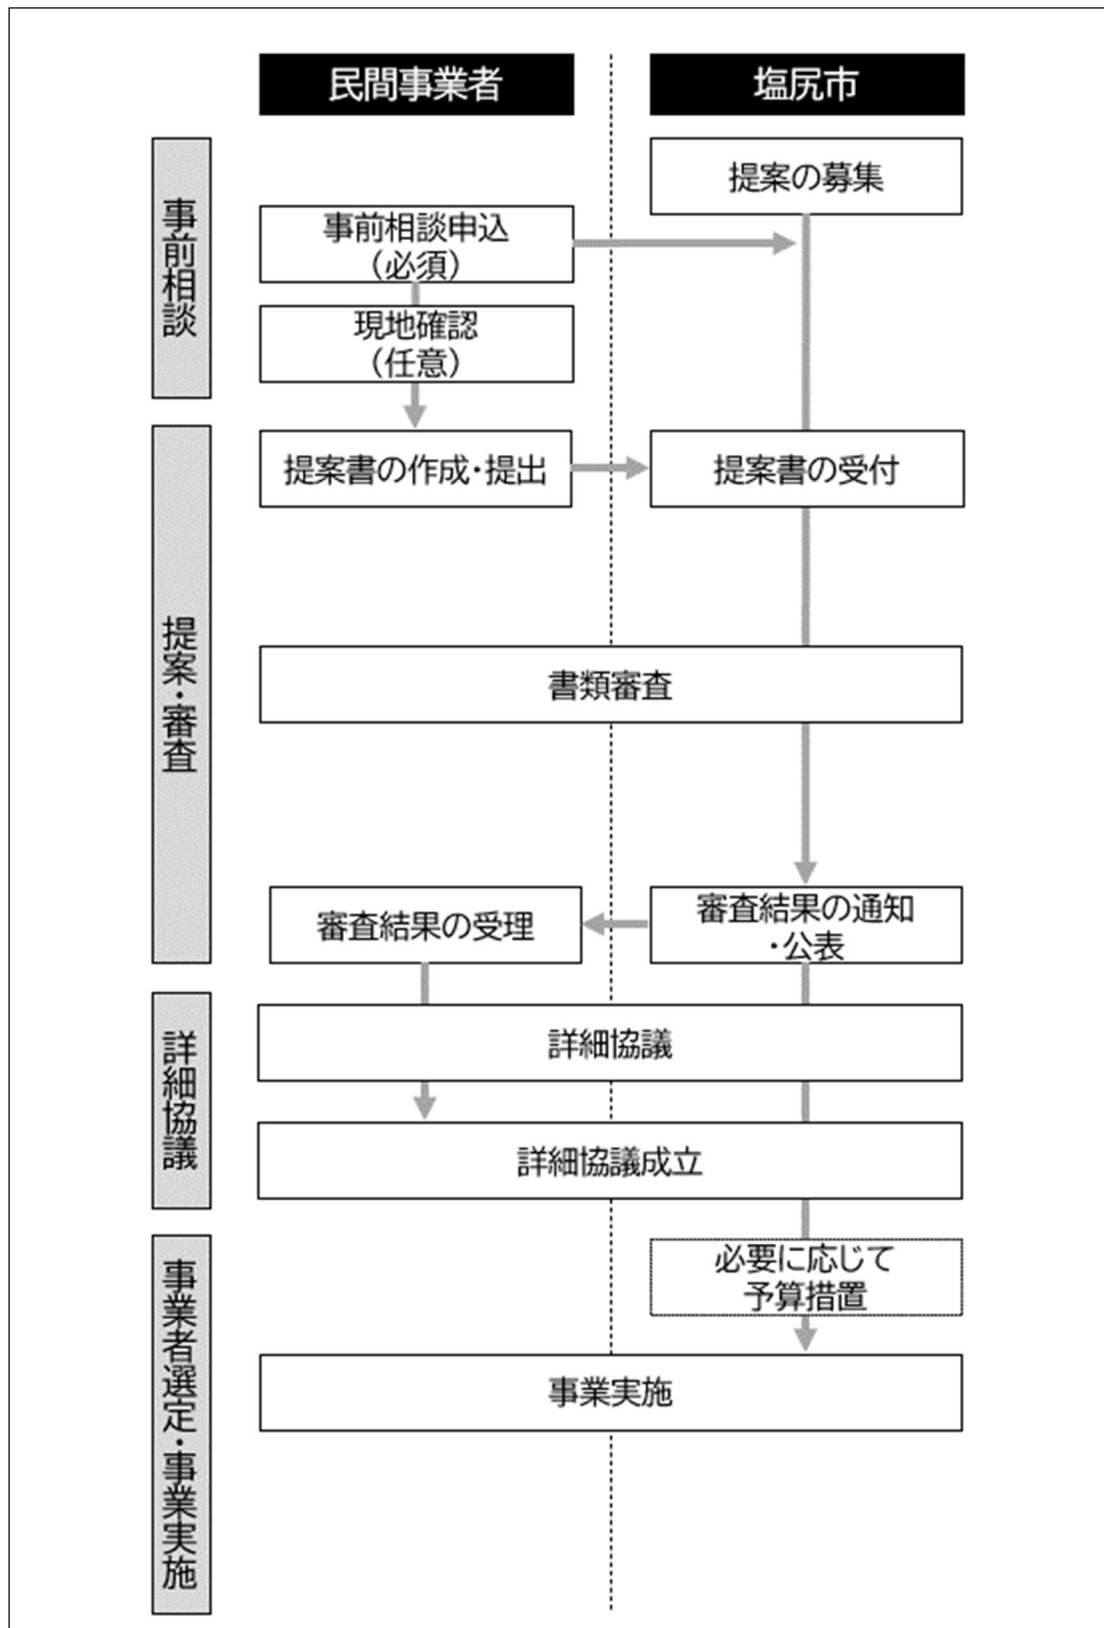 民間事業者
塩尻市
事前相談
提案の募集
事前相談申込
（必須）
現地確認
（任意）
提案・審査
提案書の作成・提出
提案書の受付
書類審査
審査結果の受理
審査結果の通知
・公表
詳細協議
詳細協議
詳細協議成立
事業者選定・事業実施
必要に応じて
予算措置
事業実施